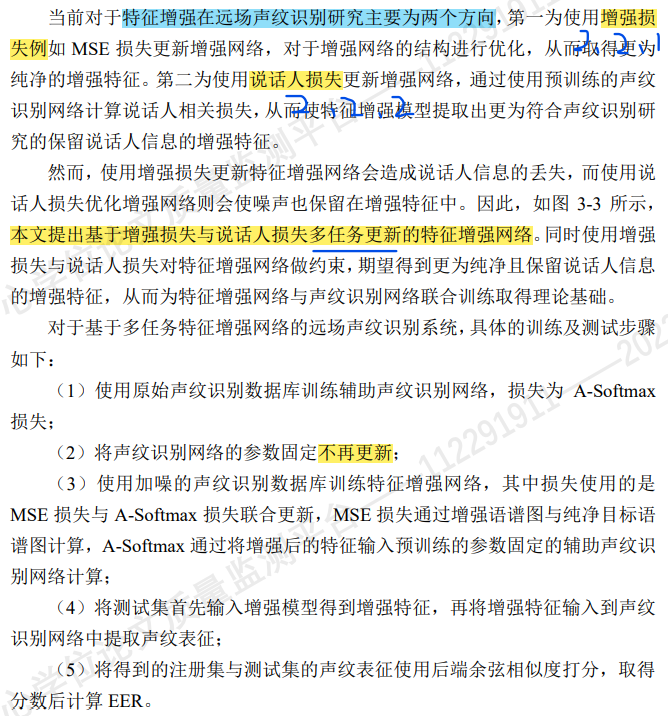 当前对于特征增强在远场声纹识别研究主要为两个方向，第一为使用增强损
失例如 MSE 损失更新增强网络，对于增强网络的结构进行优化，从而取得更为
2.2.1
纯净的增强特征。第二为使用说话人损失更新增强网络，通过使用预训练的声纹
识别网络计算说话人相关损失，从而使特征增强模型提取出更为符合声纹识别研
2.2.2
究的保留说话人信息的增强特征。
然而，使用增强损失更新特征增强网络会造成说话人信息的丢失，而使用说
话人损失优化增强网络则会使噪声也保留在增强特征中。因此，如图 3-3 所示，
本文提出基于增强损失与说话人损失多任务更新的特征增强网络。同时使用增强
损失与说话人损失对特征增强网络做约束，期望得到更为纯净且保留说话人信息
的增强特征，从而为特征增强网络与声纹识别网络联合训练取得理论基础。
对于基于多任务特征增强网络的远场声纹识别系统，具体的训练及测试步骤
如下：
（1）使用原始声纹识别数据库训练辅助声纹识别网络，损失为 A-Softmax
损失；
（2）将声纹识别网络的参数固定不再更新；
（3）使用加噪的声纹识别数据库训练特征增强网络，其中损失使用的是
MSE 损失与 A-Softmax 损失联合更新，MSE 损失通过增强语谱图与纯净目标语
谱图计算，A-Softmax 通过将增强后的特征输入预训练的参数固定的辅助声纹识
别网络计算；
（4）将测试集首先输入增强模型得到增强特征，再将增强特征输入到声纹
识别网络中提取声纹表征；
（5）将得到的注册集与测试集的声纹表征使用后端余弦相似度打分，取得
分数后计算 EER。